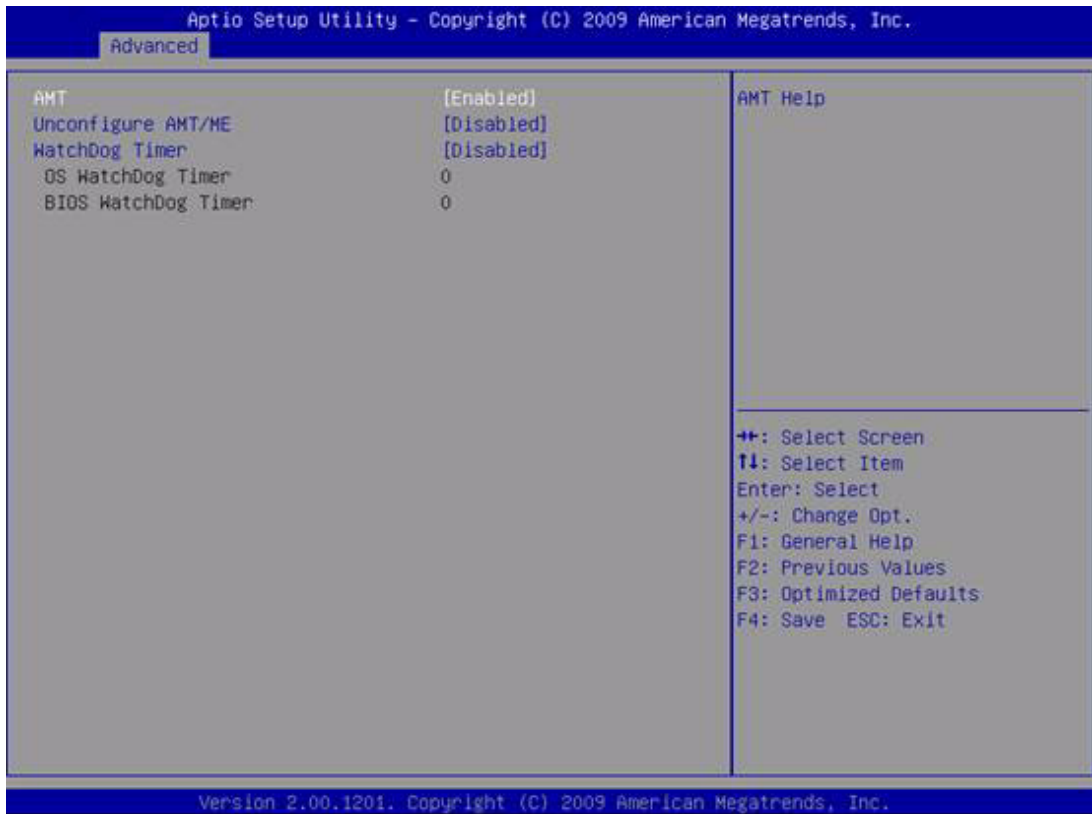 Aptio Setup Utility – Copyright (C) 2009 American Megatrends, Inc.
Advanced
AMT [Enabled]
Unconfigure AMT/ME [Disabled]
WatchDog Timer [Disabled]
OS WatchDog Timer 0
BIOS WatchDog Timer 0
AMT Help
→←: Select Screen
↑↓: Select Item
Enter: Select
+/-: Change Opt.
F1: General Help
F2: Previous Values
F3: Optimized Defaults
F4: Save ESC: Exit
Version 2.00.1201. Copyright (C) 2009 American Megatrends, Inc.